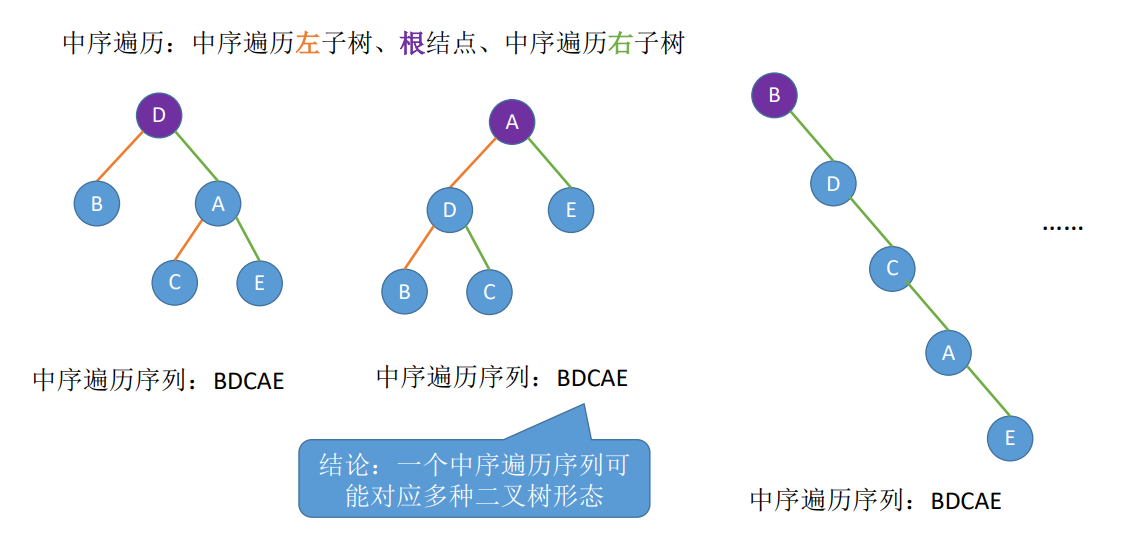 中序遍历：中序遍历左子树、根结点、中序遍历右子树
D
B
A
C
E
中序遍历序列：BDCAE
A
D
E
B
C
中序遍历序列：BDCAE
结论：一个中序遍历序列可
能对应多种二叉树形态
B
D
C
A
E
中序遍历序列：BDCAE
……